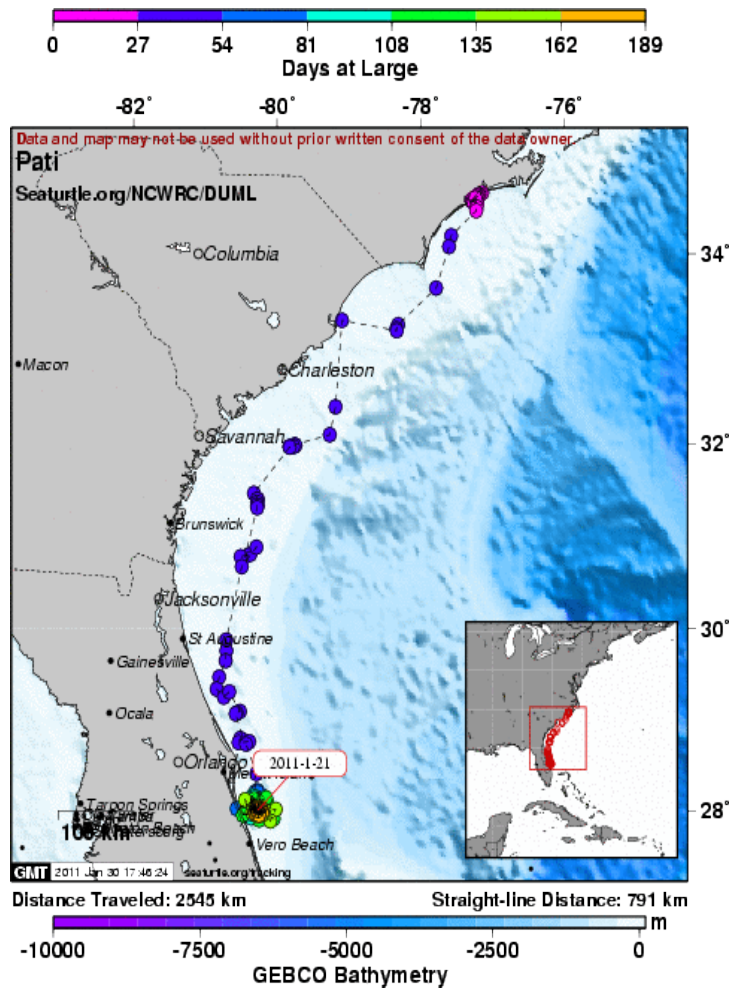 0 27 54 81 108 135 162 189
Days at Large
-82 -80 -78 -76
Data and map may not be used without prior written consent of the data owner
Pati
Seaturtle.org/NCWRC/DUML
Columbia
34°
Macon
Charleston
Savannah
32°
Brunswick
Jacksonville
St Augustine
30°
Gainesville
Ocala
Orlando
2011-1-21
Tarpon Springs
28°
100 km
Vero Beach
GMT 2011 Jan 30 17:46:24 seaturtle.org/tracking
Distance Traveled: 2545 km Straight-line Distance: 791 km
m
-10000 -7500 -5000 -2500 0
GEBCO Bathymetry